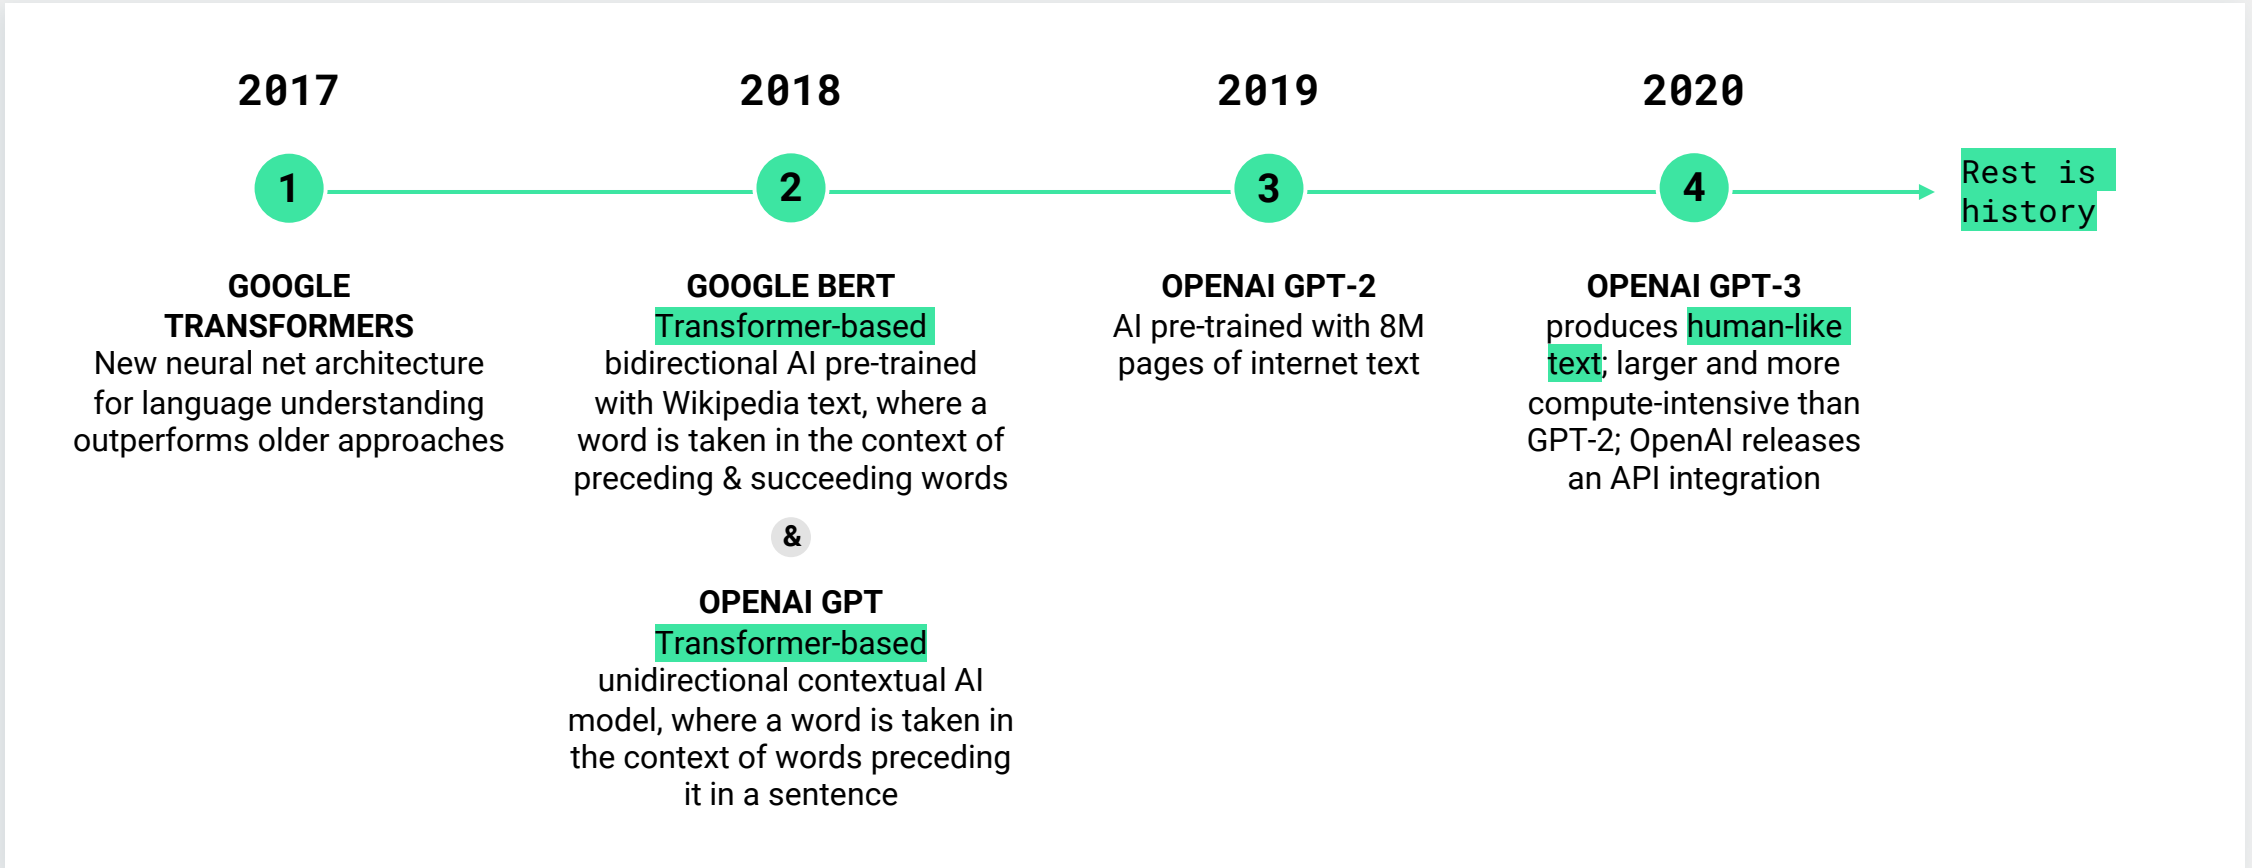 2017
1
GOOGLE
TRANSFORMERS
New neural net architecture
for language understanding
outperforms older approaches
2018
2
GOOGLE BERT
Transformer-based
bidirectional AI pre-trained
with Wikipedia text, where a
word is taken in the context of
preceding & succeeding words
&
OPENAI GPT
Transformer-based
unidirectional contextual AI
model, where a word is taken in
the context of words preceding
it in a sentence
2019
3
OPENAI GPT-2
AI pre-trained with 8M
pages of internet text
2020
4
OPENAI GPT-3
produces human-like
text; larger and more
compute-intensive than
GPT-2; OpenAI releases
an API integration
Rest is
history